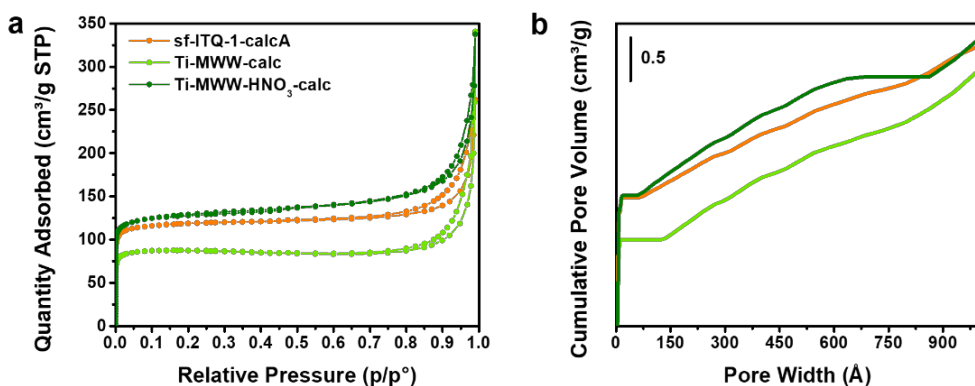 a
Quantity Adsorbed (cm³/g STP)
350
300
250
200
150
100
50
0
sf-ITQ-1-calcA
Ti-MWW-calc
Ti-MWW-HNO₃-calc
0.0 0.1 0.2 0.3 0.4 0.5 0.6 0.7 0.8 0.9 1.0
Relative Pressure (p/p°)
b
Cumulative Pore Volume (cm³/g)
0.5
0 150 300 450 600 750 900
Pore Width (Å)